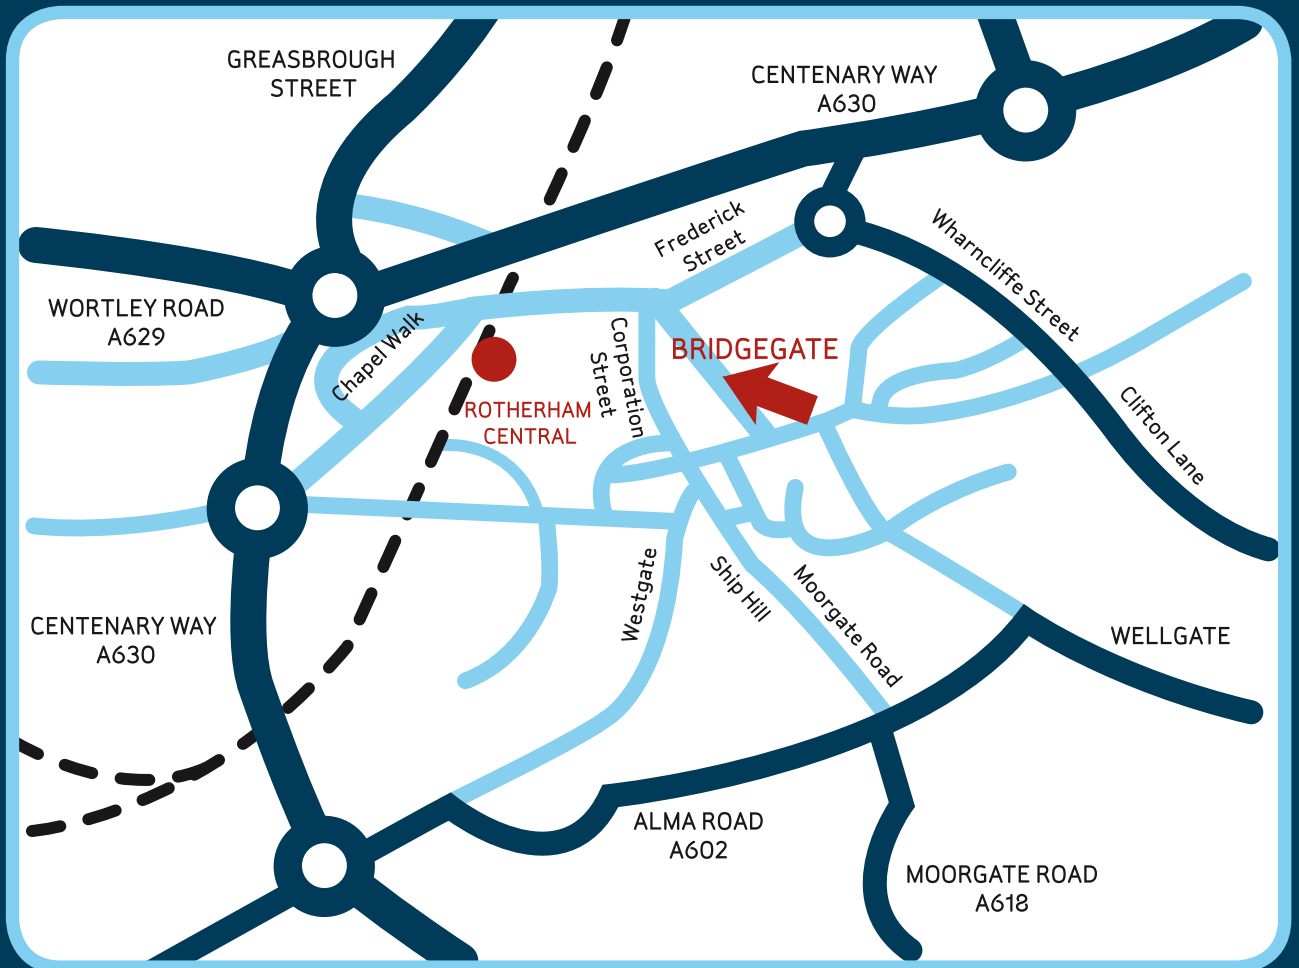 GREASBROUGH
STREET
CENTENARY WAY
A630
Frederick
Street
Wharncliffe Street
WORTLEY ROAD
A629
Chapel Walk
Corporation
Street
BRIDGEGATE
ROTHERHAM
CENTRAL
Clifton Lane
Westgate
Ship Hill
Moorgate Road
CENTENARY WAY
A630
WELLGATE
ALMA ROAD
A602
MOORGATE ROAD
A618